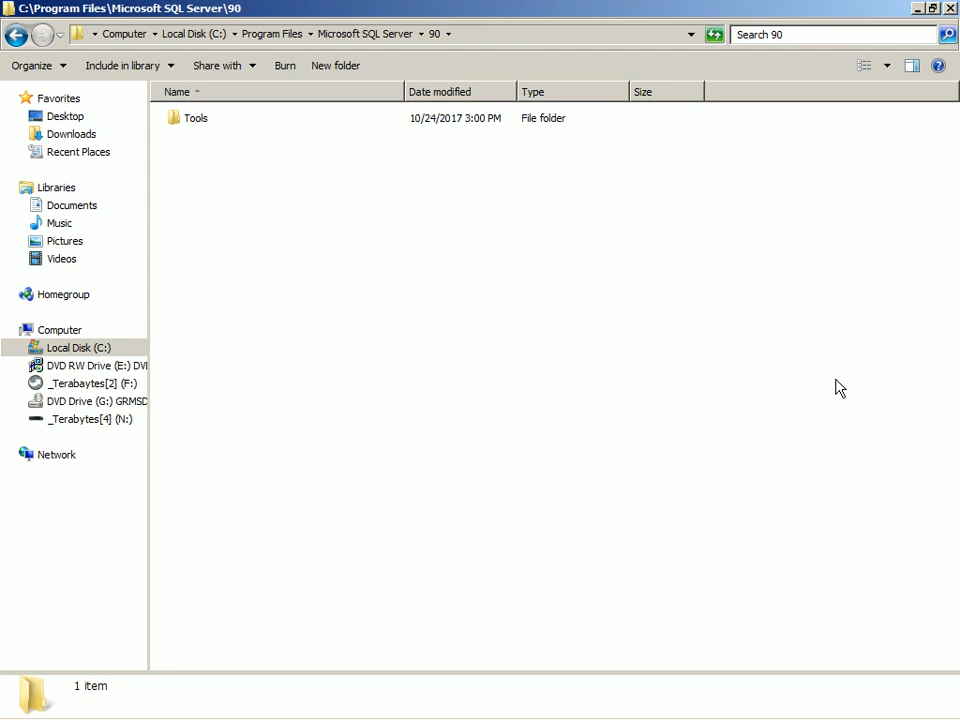 C:\Program Files\Microsoft SQL Server\90
Computer Local Disk (C:) Program Files Microsoft SQL Server 90
Search 90
Organize Include in library Share with Burn New folder
Name Date modified Type Size
Tools 10/24/2017 3:00 PM File folder
Favorites
Desktop
Downloads
Recent Places
Libraries
Documents
Music
Pictures
Videos
Homegroup
Computer
Local Disk (C:)
DVD RW Drive (E:) DVI
_Terabaytes[2] (F:)
DVD Drive (G:) GRMSD
_Terabytes[4] (N:)
Network
1 item